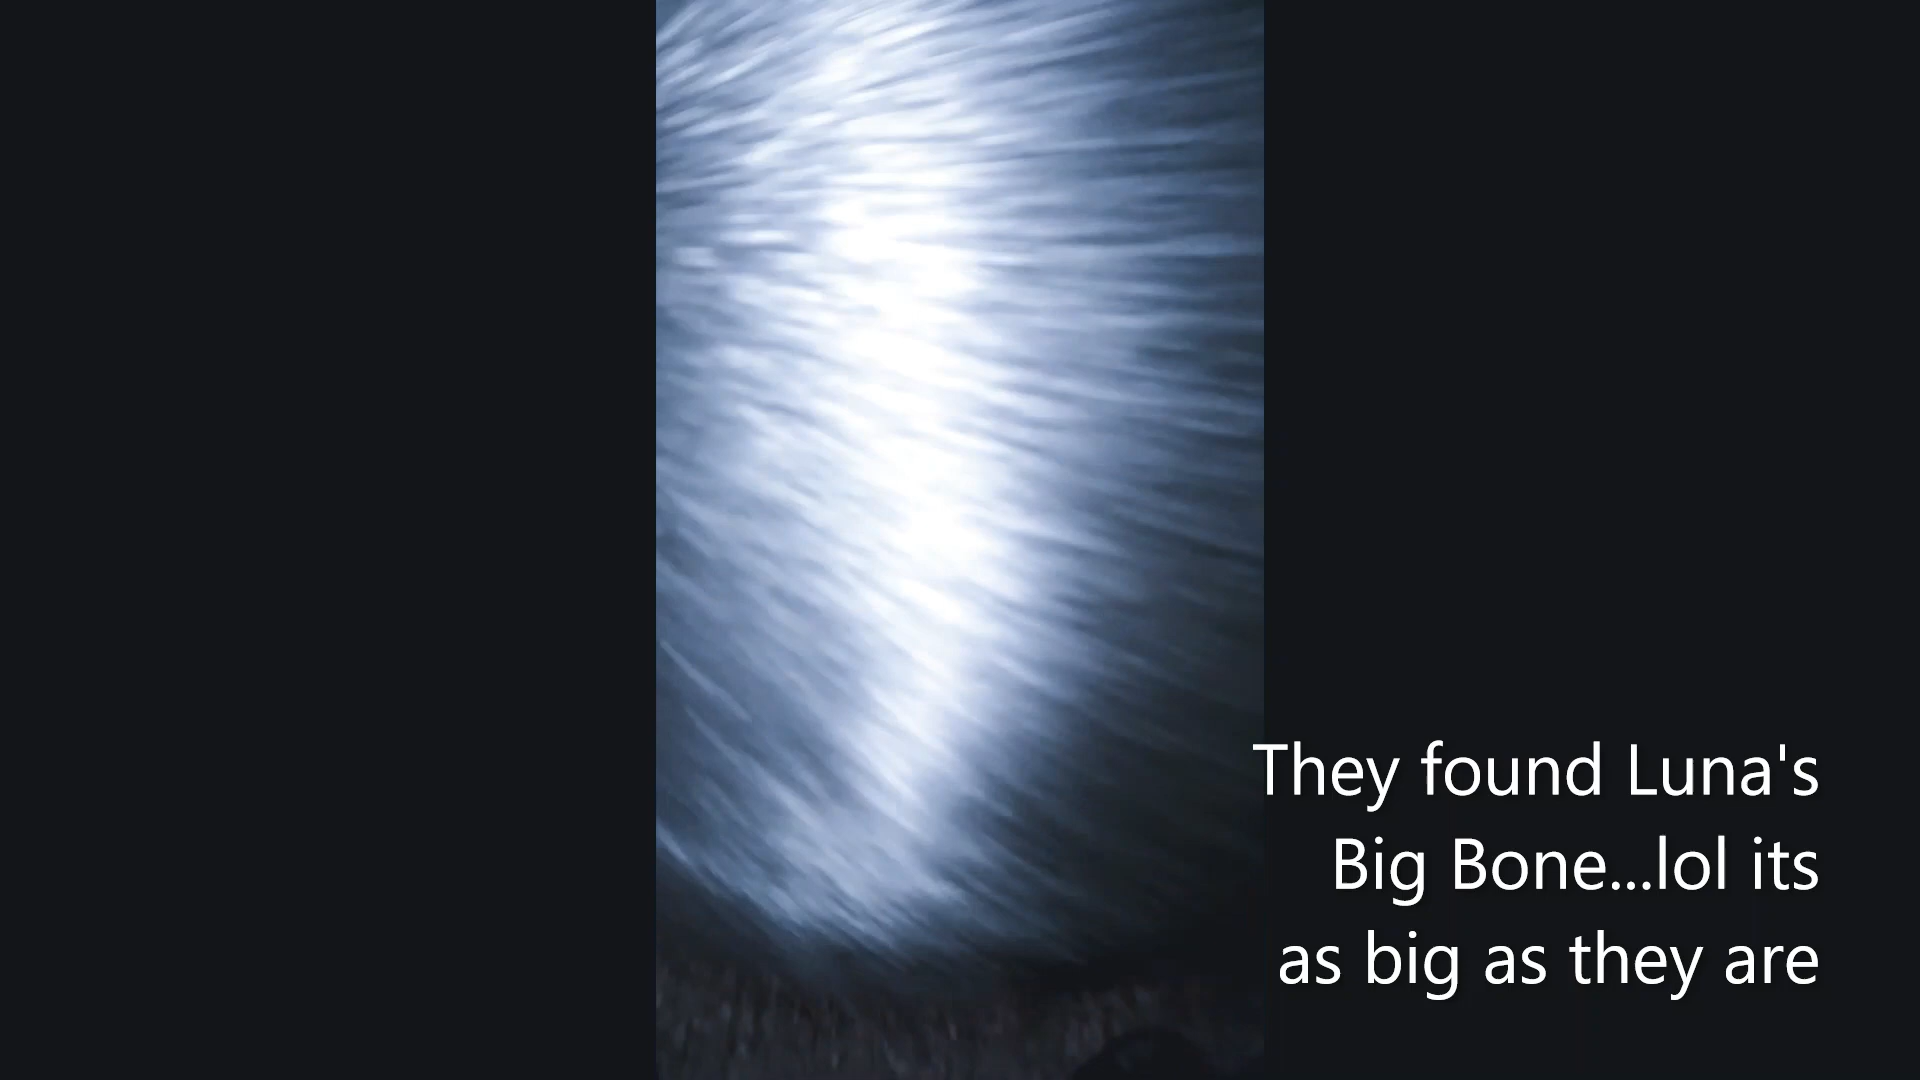 They found Luna's
Big Bone...lol its
as big as they are